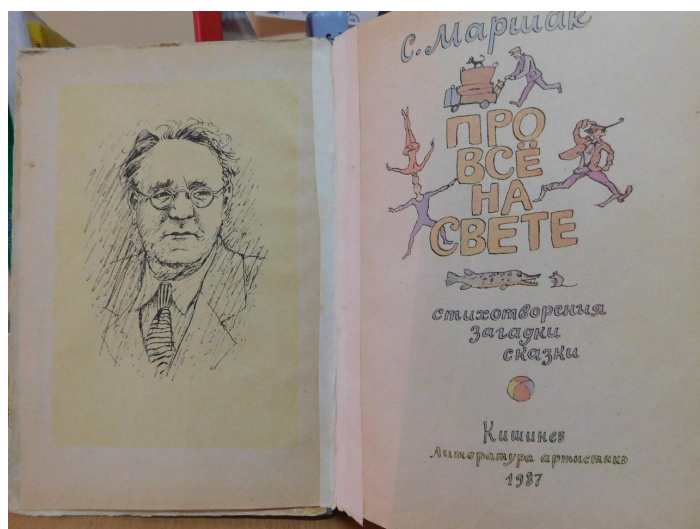 С. Маршак
ПРО
ВСЁ
НА
СВЕТЕ
стихотворения
загадки
сказки
Кишинев
Литература артистикэ
1987